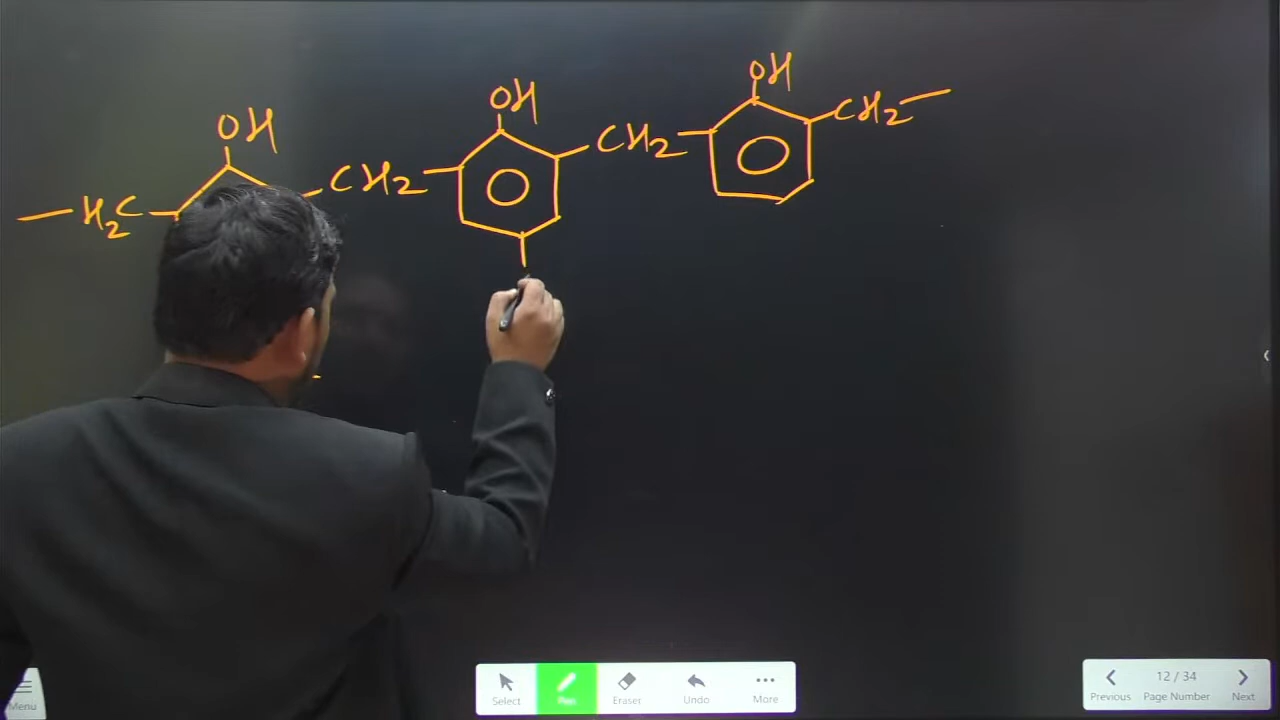 OH OH OH
— H₂C — CH₂ — CH₂ — CH₂ —
Select Pen Eraser Undo More
Menu
12 / 34
Previous Page Number Next